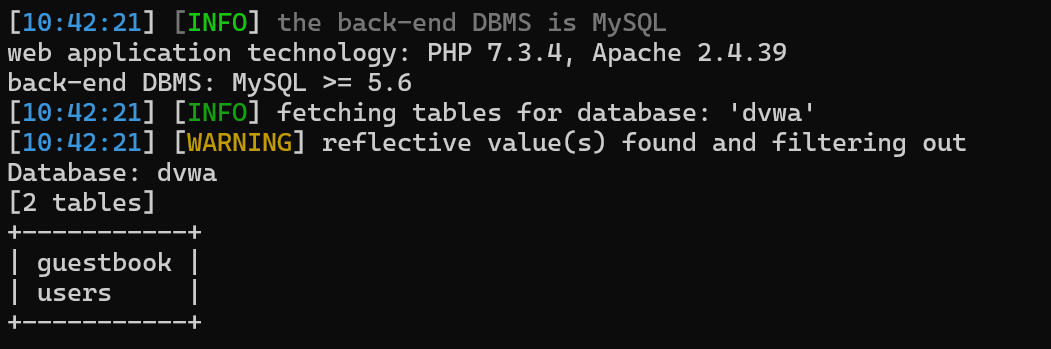 [10:42:21] [INFO] the back-end DBMS is MySQL
web application technology: PHP 7.3.4, Apache 2.4.39
back-end DBMS: MySQL >= 5.6
[10:42:21] [INFO] fetching tables for database: 'dvwa'
[10:42:21] [WARNING] reflective value(s) found and filtering out
Database: dvwa
[2 tables]
+-----------+
| guestbook |
| users     |
+-----------+